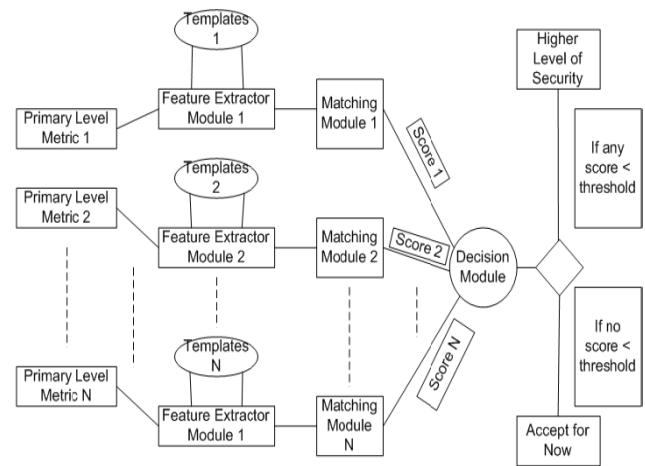 Templates
1
Higher
Level of
Security
Primary Level
Metric 1
Feature Extractor
Module 1
Matching
Module 1
Score 1
If any
score <
threshold
Templates
2
Primary Level
Metric 2
Feature Extractor
Module 2
Matching
Module 2
Score 2
Decision
Module
If no
score <
threshold
Templates
N
Primary Level
Metric N
Feature Extractor
Module 1
Matching
Module
N
Score N
Accept for
Now